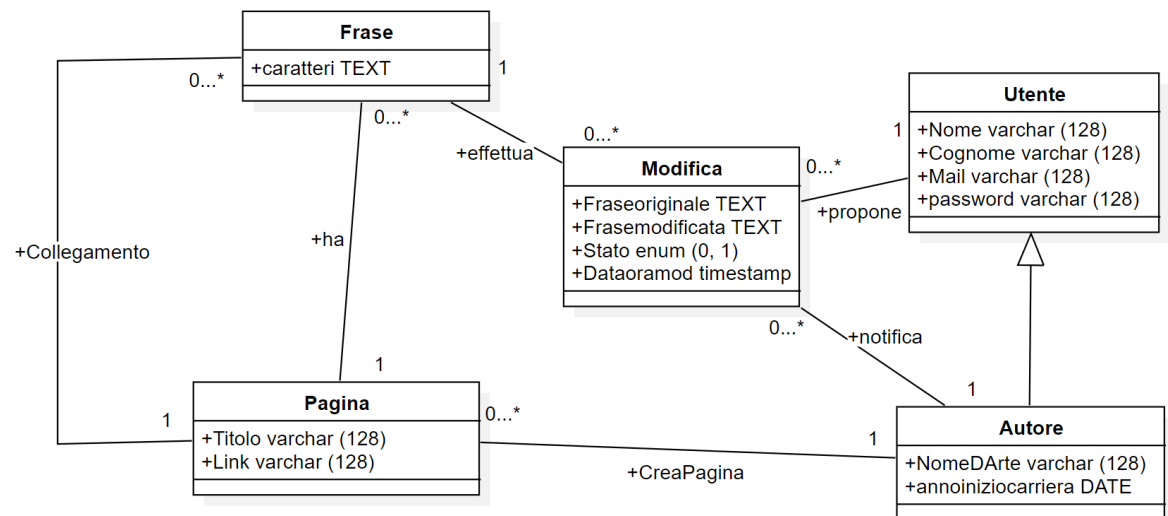 Frase
+caratteri TEXT
0...*
1
0...*
+effettua
0...*
Utente
+Nome varchar (128)
+Cognome varchar (128)
+Mail varchar (128)
+password varchar (128)
1
0...*
+propone
Modifica
+Fraseoriginale TEXT
+Frasemodificata TEXT
+Stato enum (0, 1)
+Dataoramod timestamp
+ha
+Collegamento
0...*
+notifica
1
1
1
Pagina
+Titolo varchar (128)
+Link varchar (128)
0...*
1
+CreaPagina
Autore
+NomeDArte varchar (128)
+annoiniziocarriera DATE